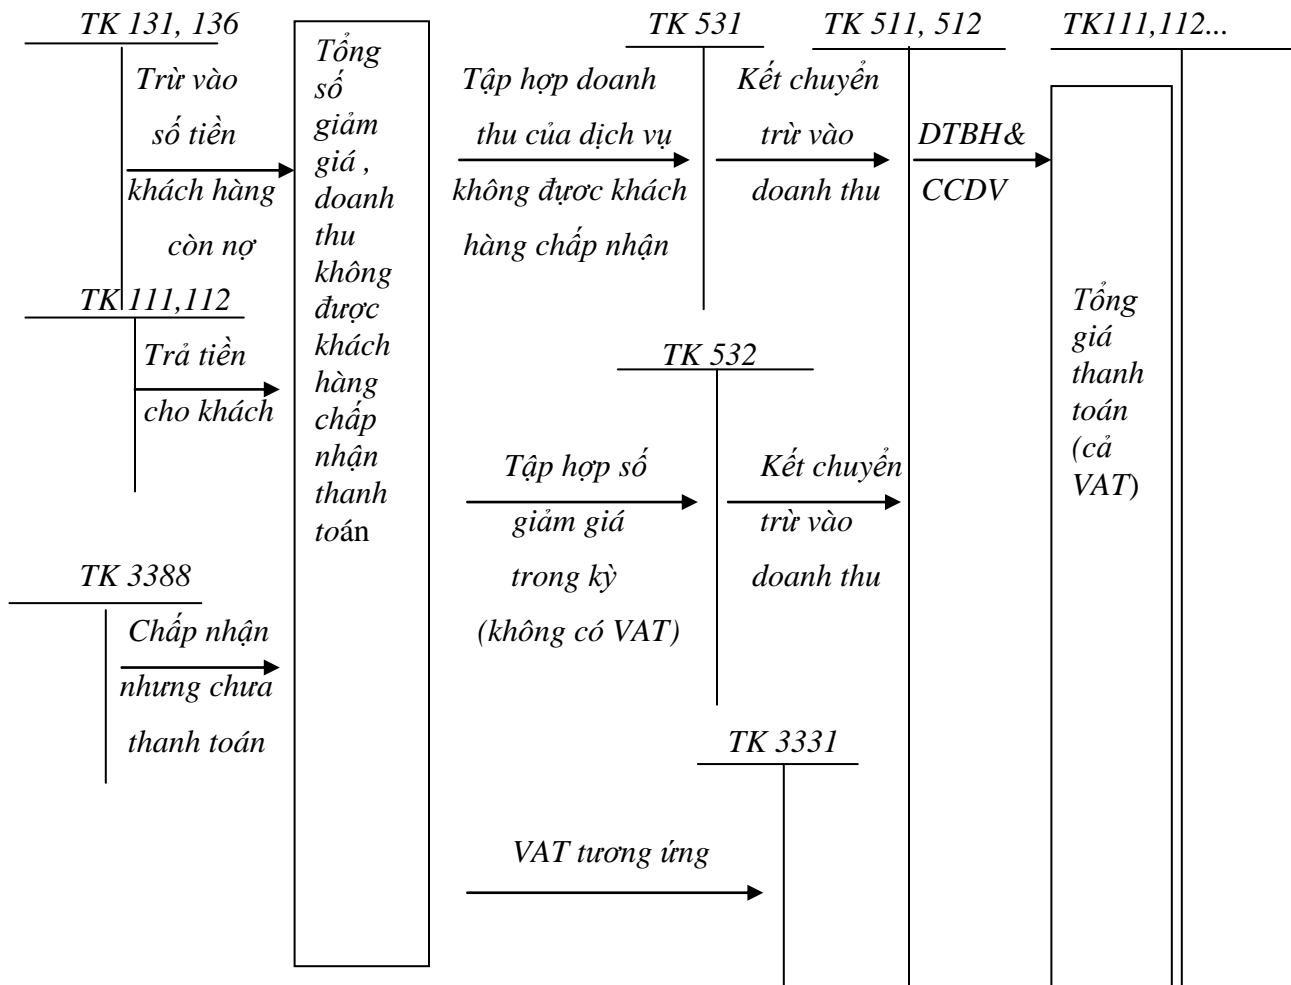 TK 131, 136
Trừ vào
số tiền
khách hàng
còn nợ
TK 111,112
Trả tiền
cho khách
TK 3388
Chấp nhận
nhưng chưa
thanh toán
Tổng
số
giảm
giá ,
doanh
thu
không
được
khách
hàng
chấp
nhận
thanh
toán
TK 531
Tập hợp doanh
thu của dịch vụ
không đựơc khách
hàng chấp nhận
TK 532
Tập hợp số
giảm giá
trong kỳ
(không có VAT)
TK 3331
VAT tương ứng
TK 511, 512
Kết chuyển
trừ vào
doanh thu
Kết chuyển
trừ vào
doanh thu
DTBH&
CCDV
TK111,112...
Tổng
giá
thanh
toán
(cả
VAT)